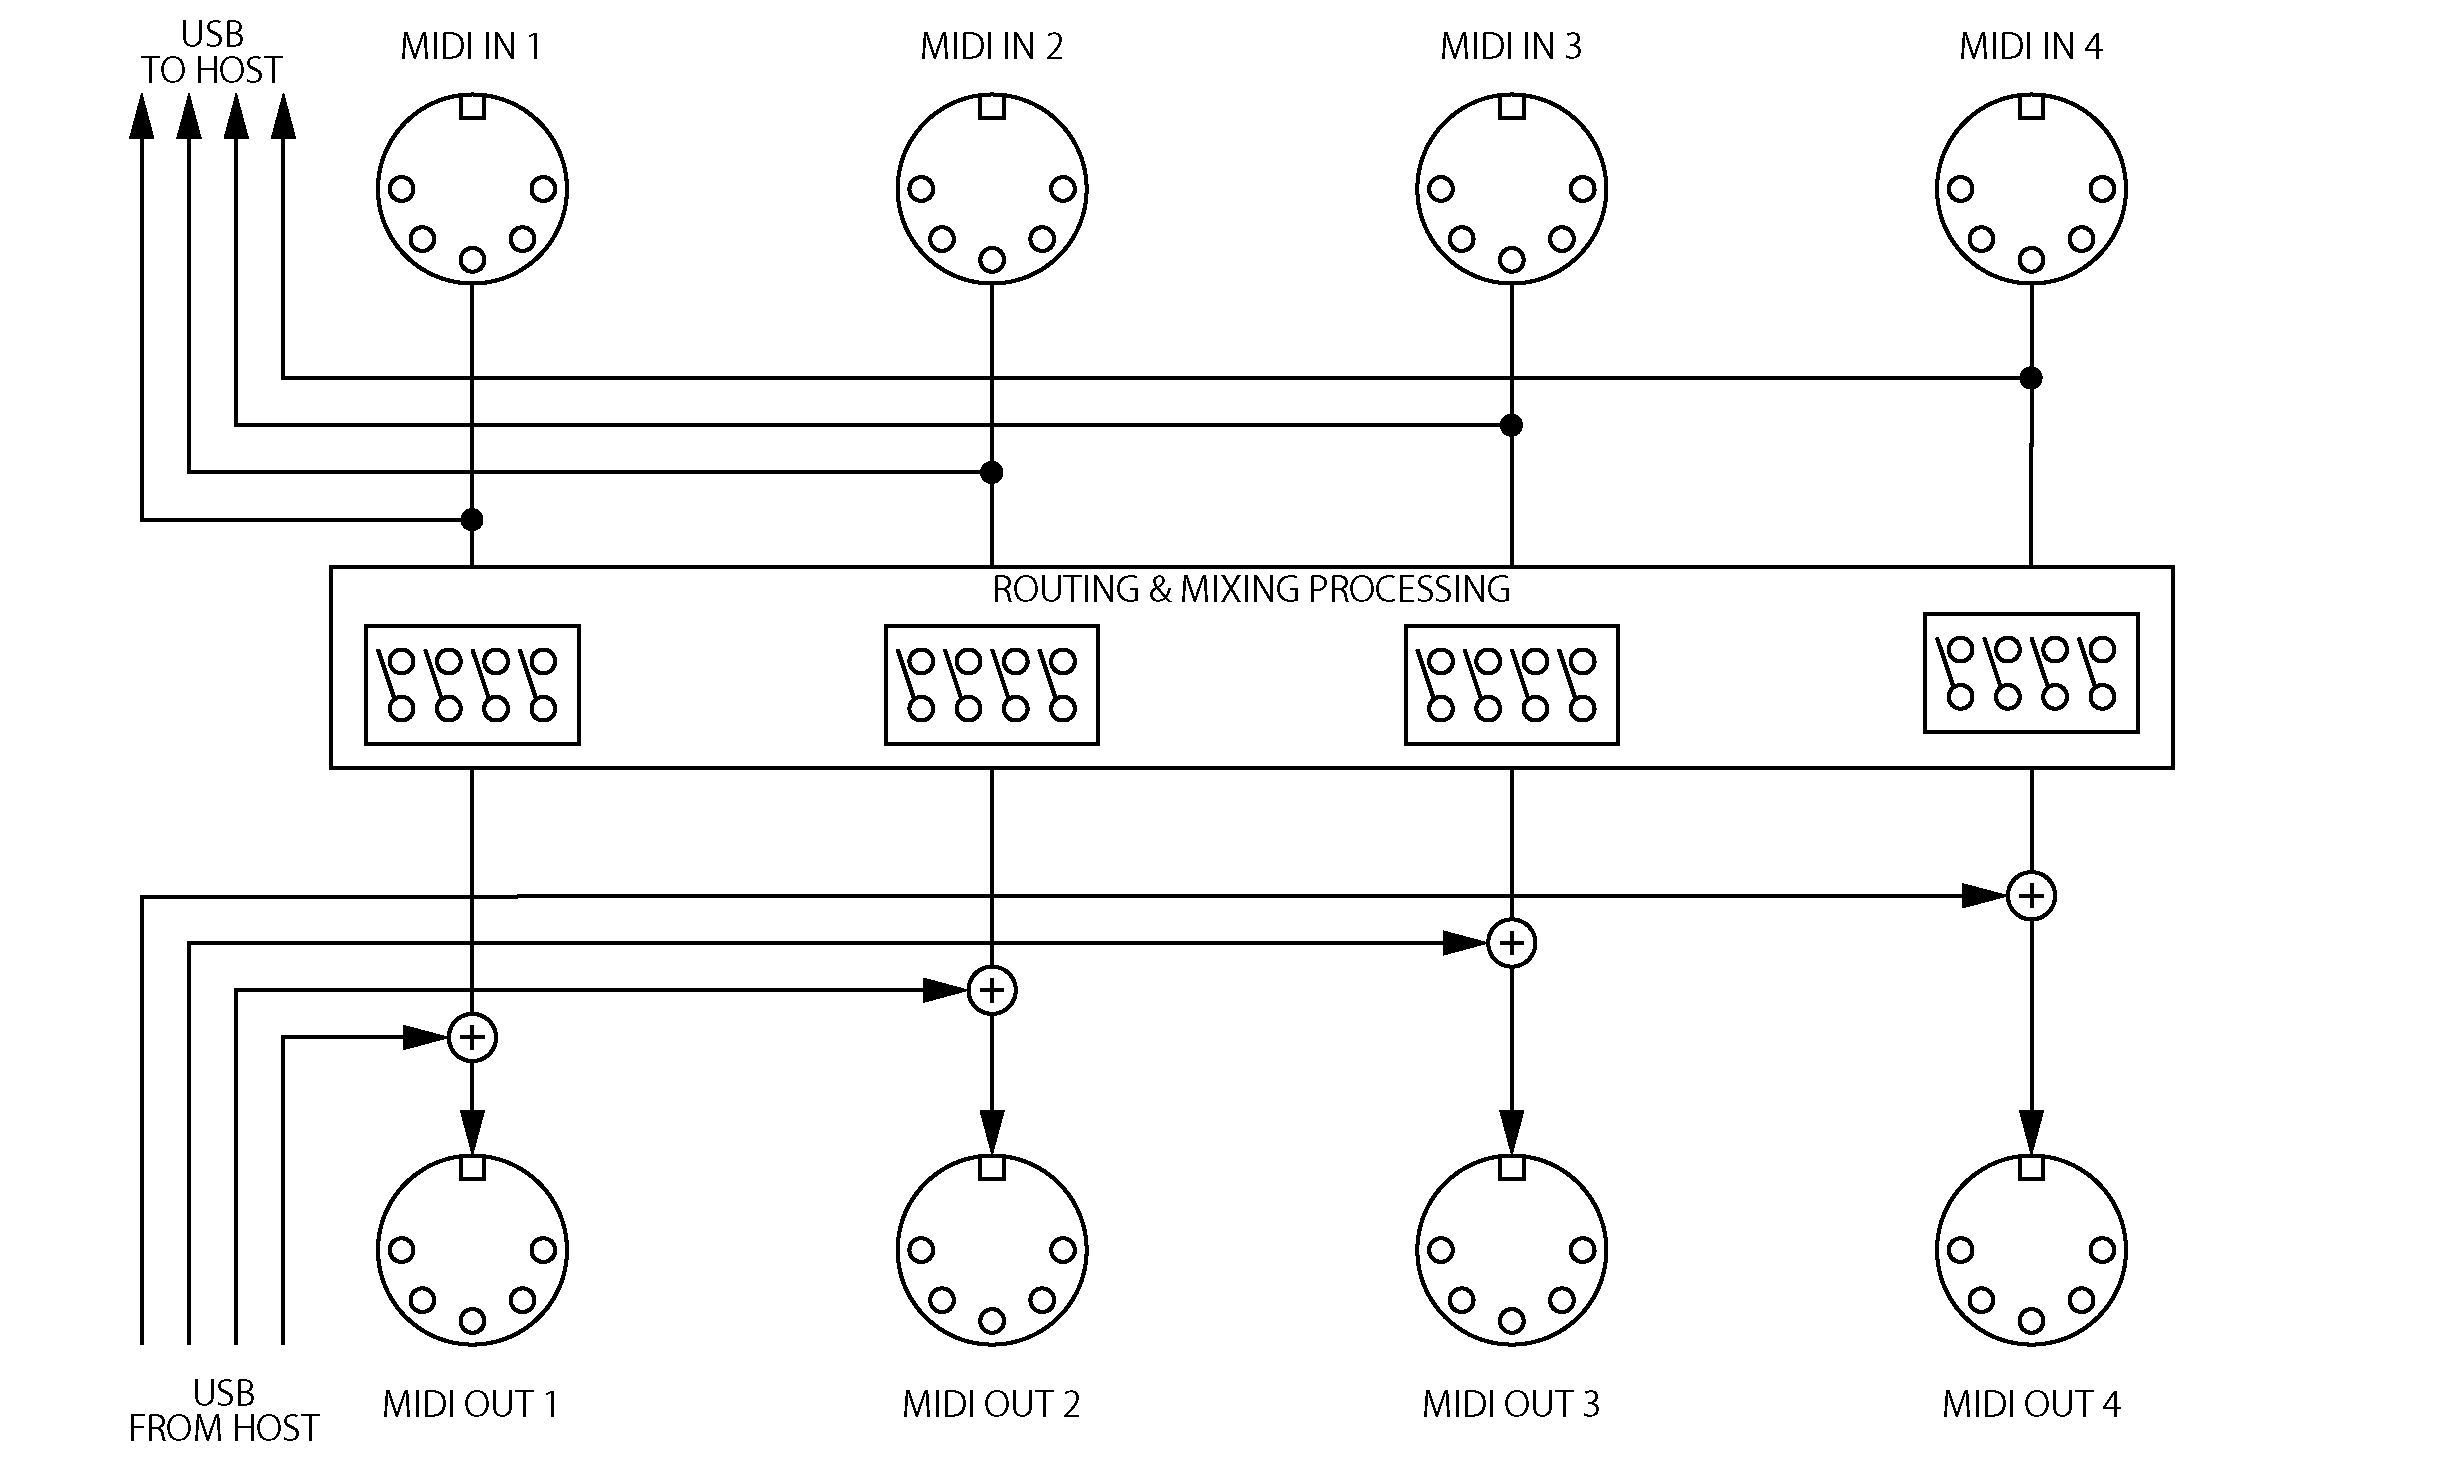 USB
TO HOST
MIDI IN 1
MIDI IN 2
MIDI IN 3
MIDI IN 4
ROUTING & MIXING PROCESSING
USB
FROM HOST
MIDI OUT 1
MIDI OUT 2
MIDI OUT 3
MIDI OUT 4